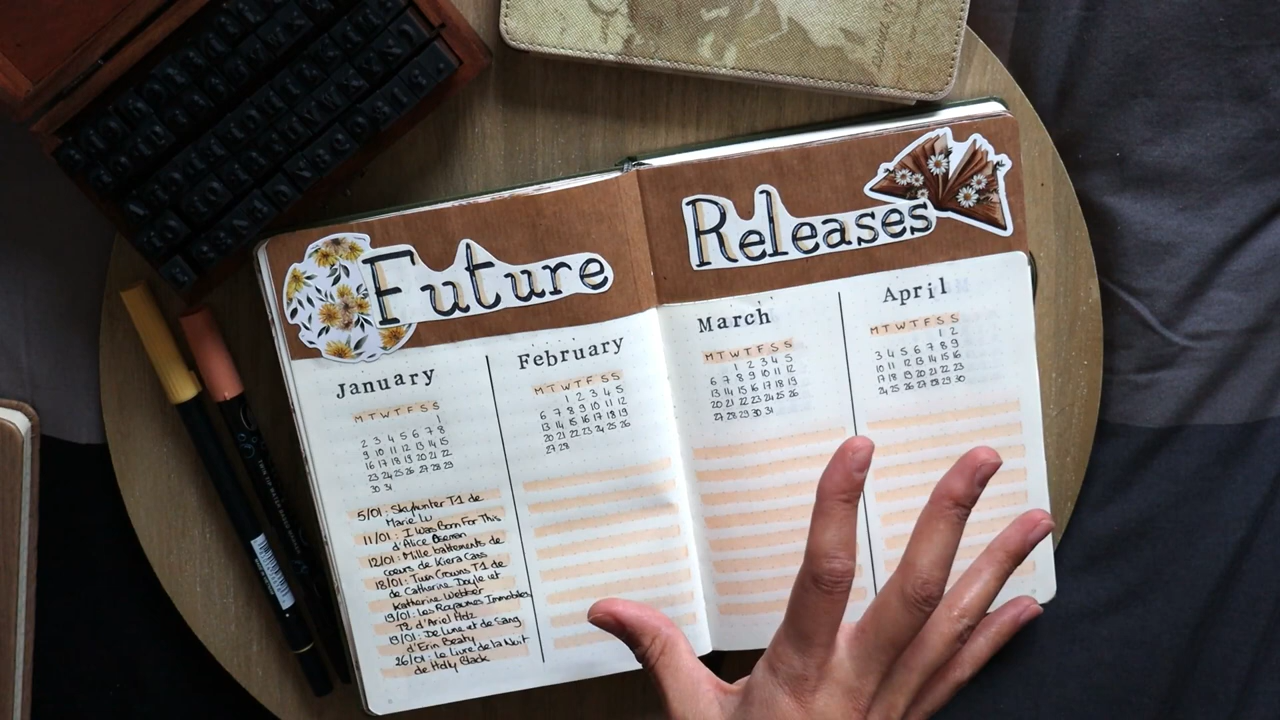 Future
Releases
January
MTWTFSS
1
2 3 4 5 6 7 8
9 10 11 12 13 14 15
16 17 18 19 20 21 22
23 24 25 26 27 28 29
30 31
5/01 : Skyhunter T1 de
Marie Lu
11/01 : I Was Born For This
d'Alice Oseman
12/01 : Mille battements de
coeurs de Kiera Cass
18/01 : Twin Crowns T1 de
de Catherine Doyle et
Katherine Webber
19/01 : Les Royaumes Immobiles
T2 d'Ariel Holz
19/01 : De Lune et de Sang
d'Erin Beaty
26/01 : Le Livre de la Nuit
de Holly Black
February
MTWTFSS
1 2 3 4 5
6 7 8 9 10 11 12
13 14 15 16 17 18 19
20 21 22 23 24 25 26
27 28
March
MTWTFSS
1 2 3 4 5
6 7 8 9 10 11 12
13 14 15 16 17 18 19
20 21 22 23 24 25 26
27 28 29 30 31
April
MTWTFSS
1 2
3 4 5 6 7 8 9
10 11 12 13 14 15 16
17 18 19 20 21 22 23
24 25 26 27 28 29 30